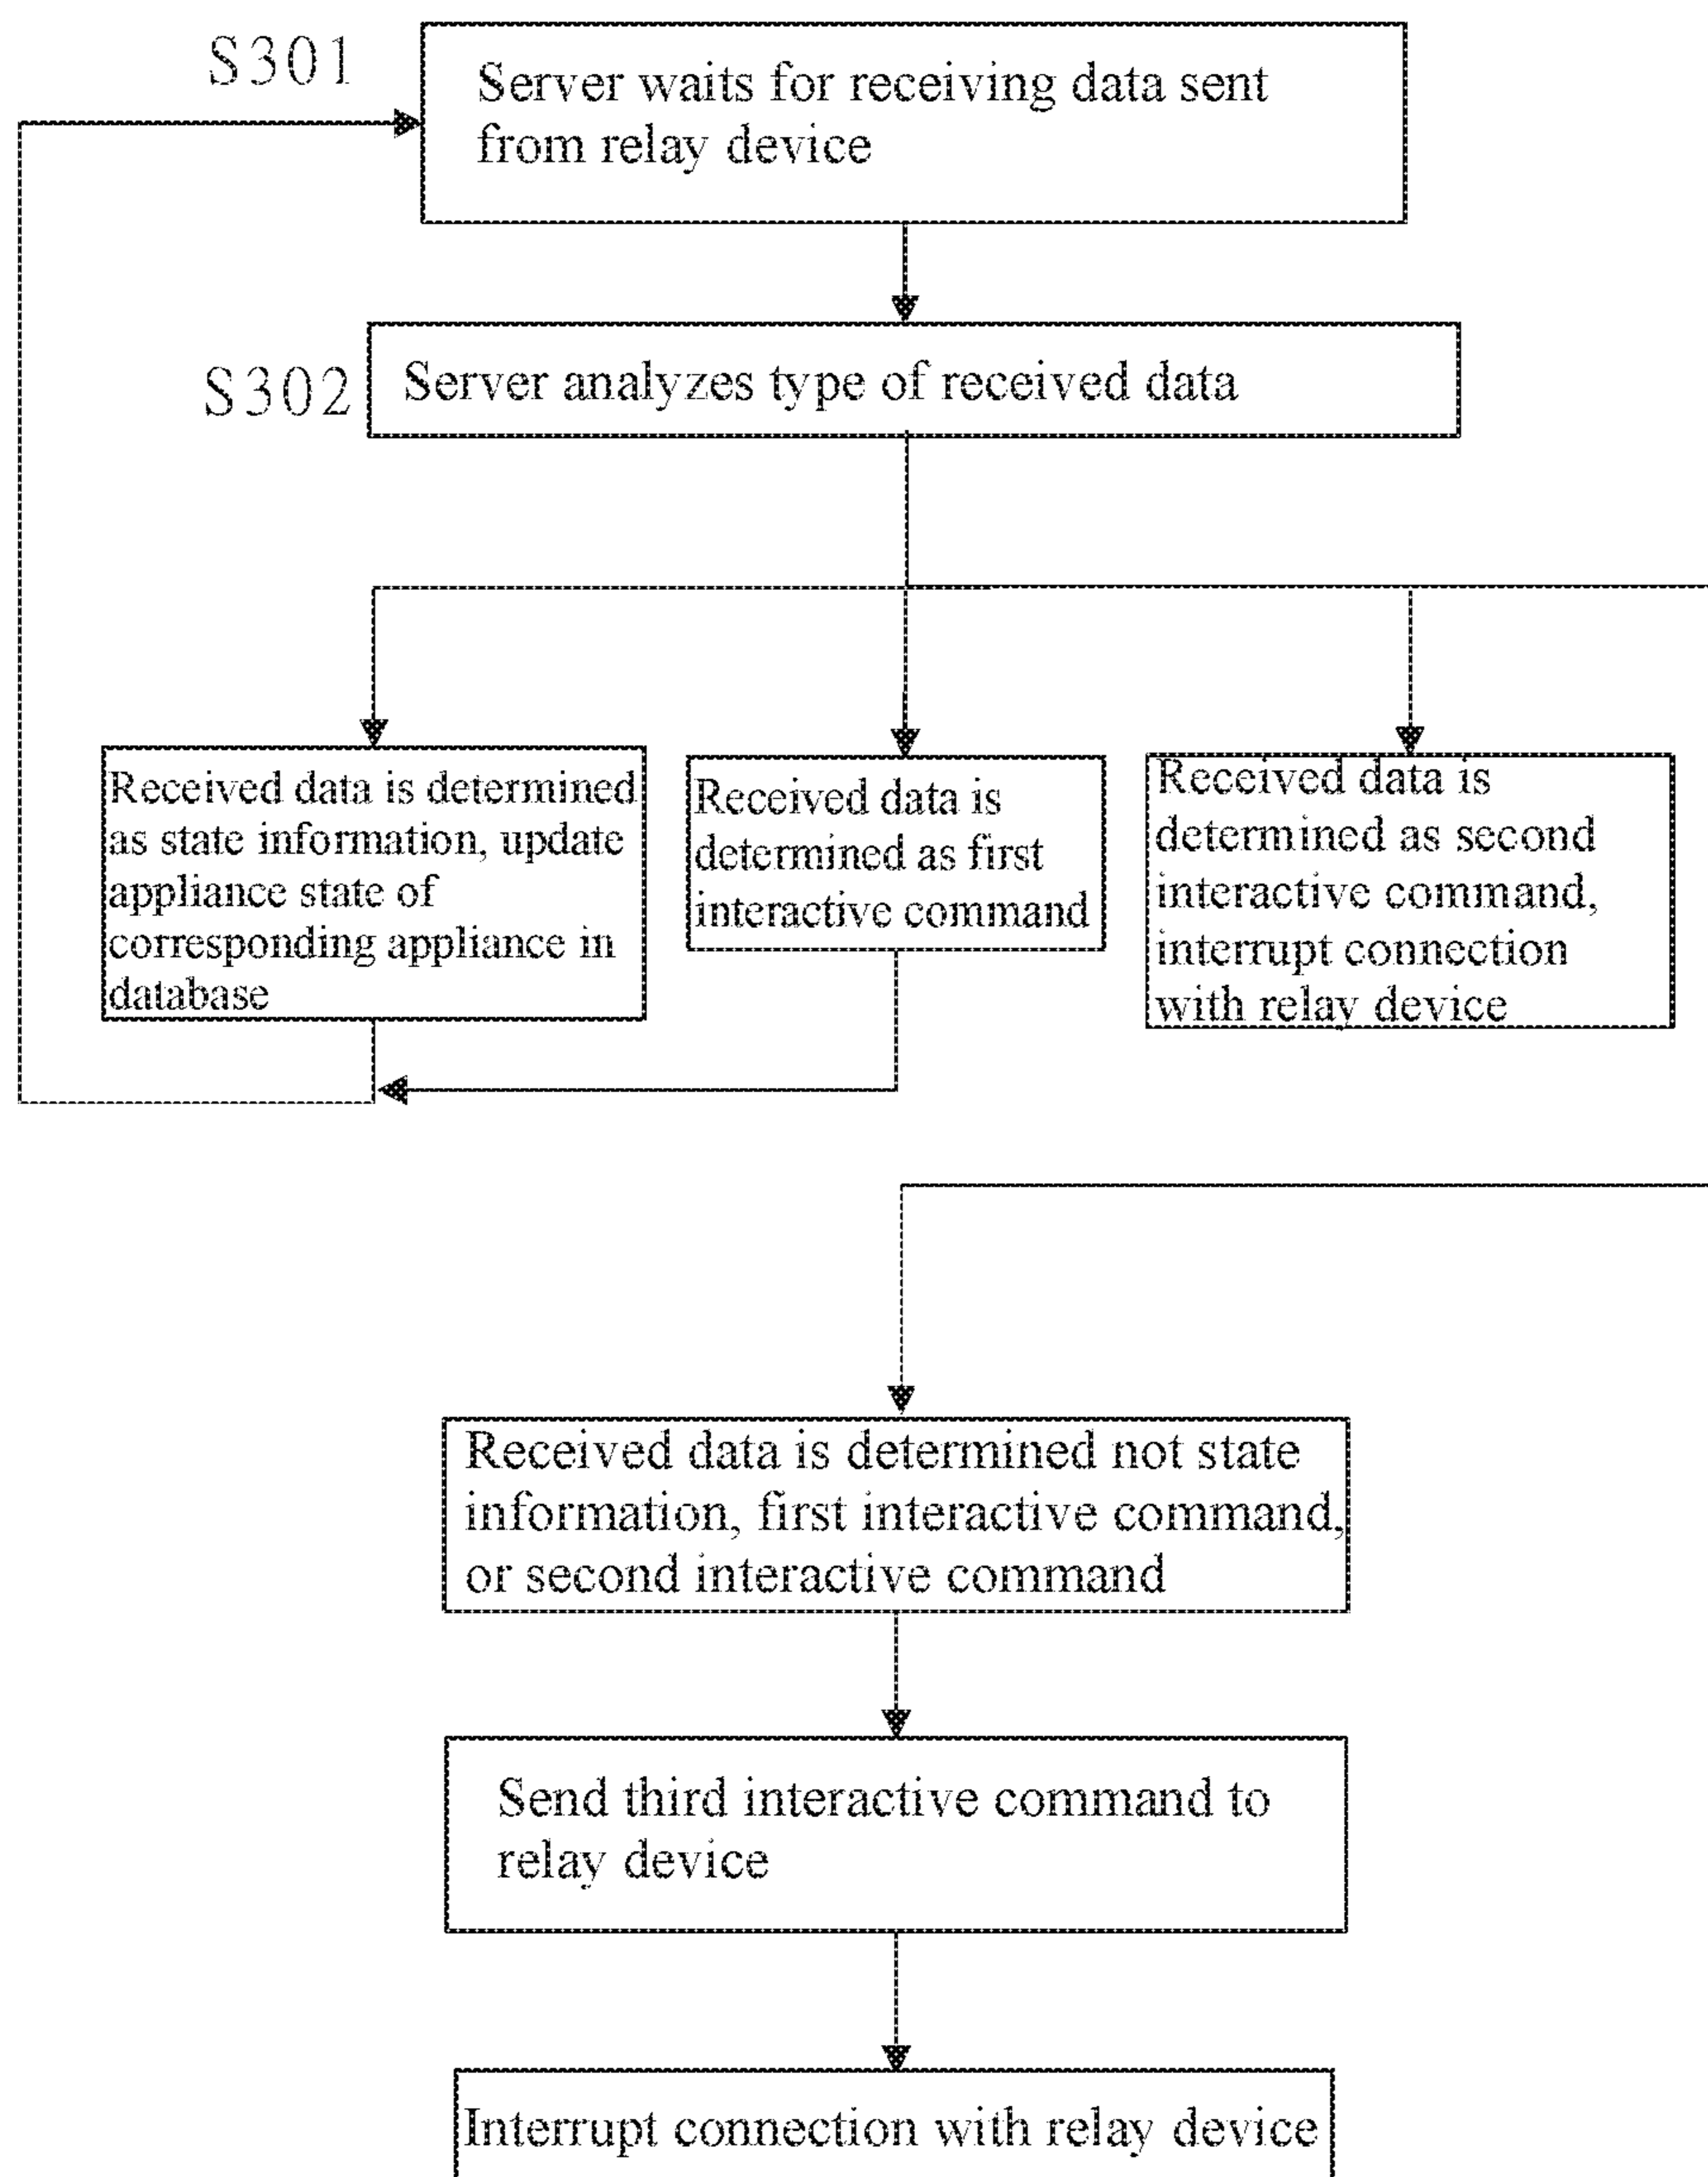 S301
Server waits for receiving data sent
from relay device
S302
Server analyzes type of received data
Received data is determined
as state information, update
appliance state of
corresponding appliance in
database
Received data is
determined as first
interactive command
Received data is
determined as second
interactive command,
interrupt connection
with relay device
Received data is determined not state
information, first interactive command,
or second interactive command
Send third interactive command to
relay device
Interrupt connection with relay device